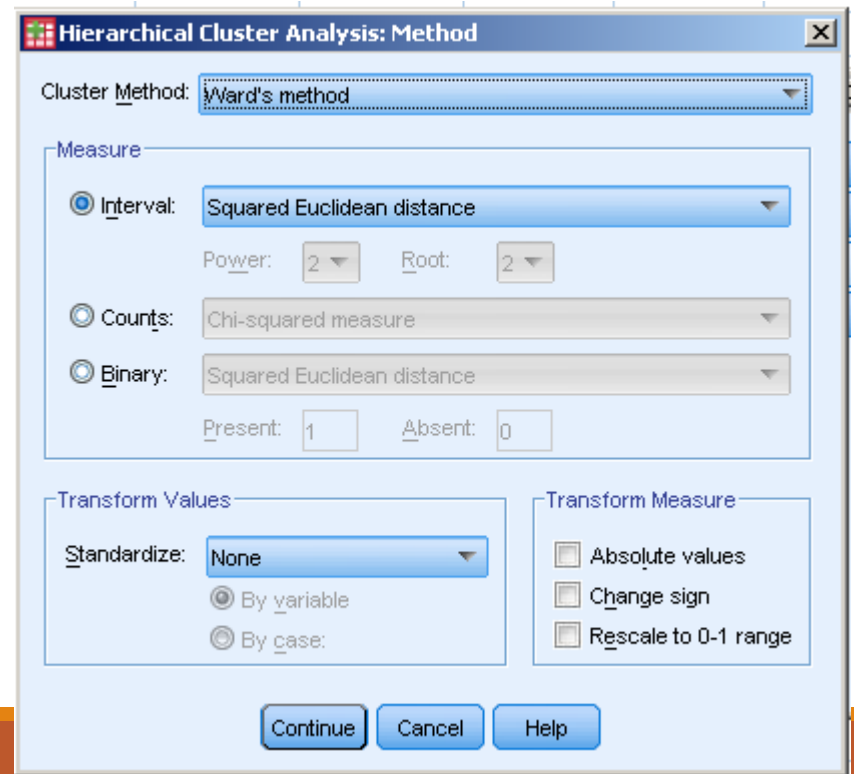 Hierarchical Cluster Analysis: Method
Cluster Method: Ward's method
Measure
Interval: Squared Euclidean distance
Power: 2 Root: 2
Counts: Chi-squared measure
Binary: Squared Euclidean distance
Present: 1 Absent: 0
Transform Values
Standardize: None
By variable
By case:
Transform Measure
Absolute values
Change sign
Rescale to 0-1 range
Continue Cancel Help